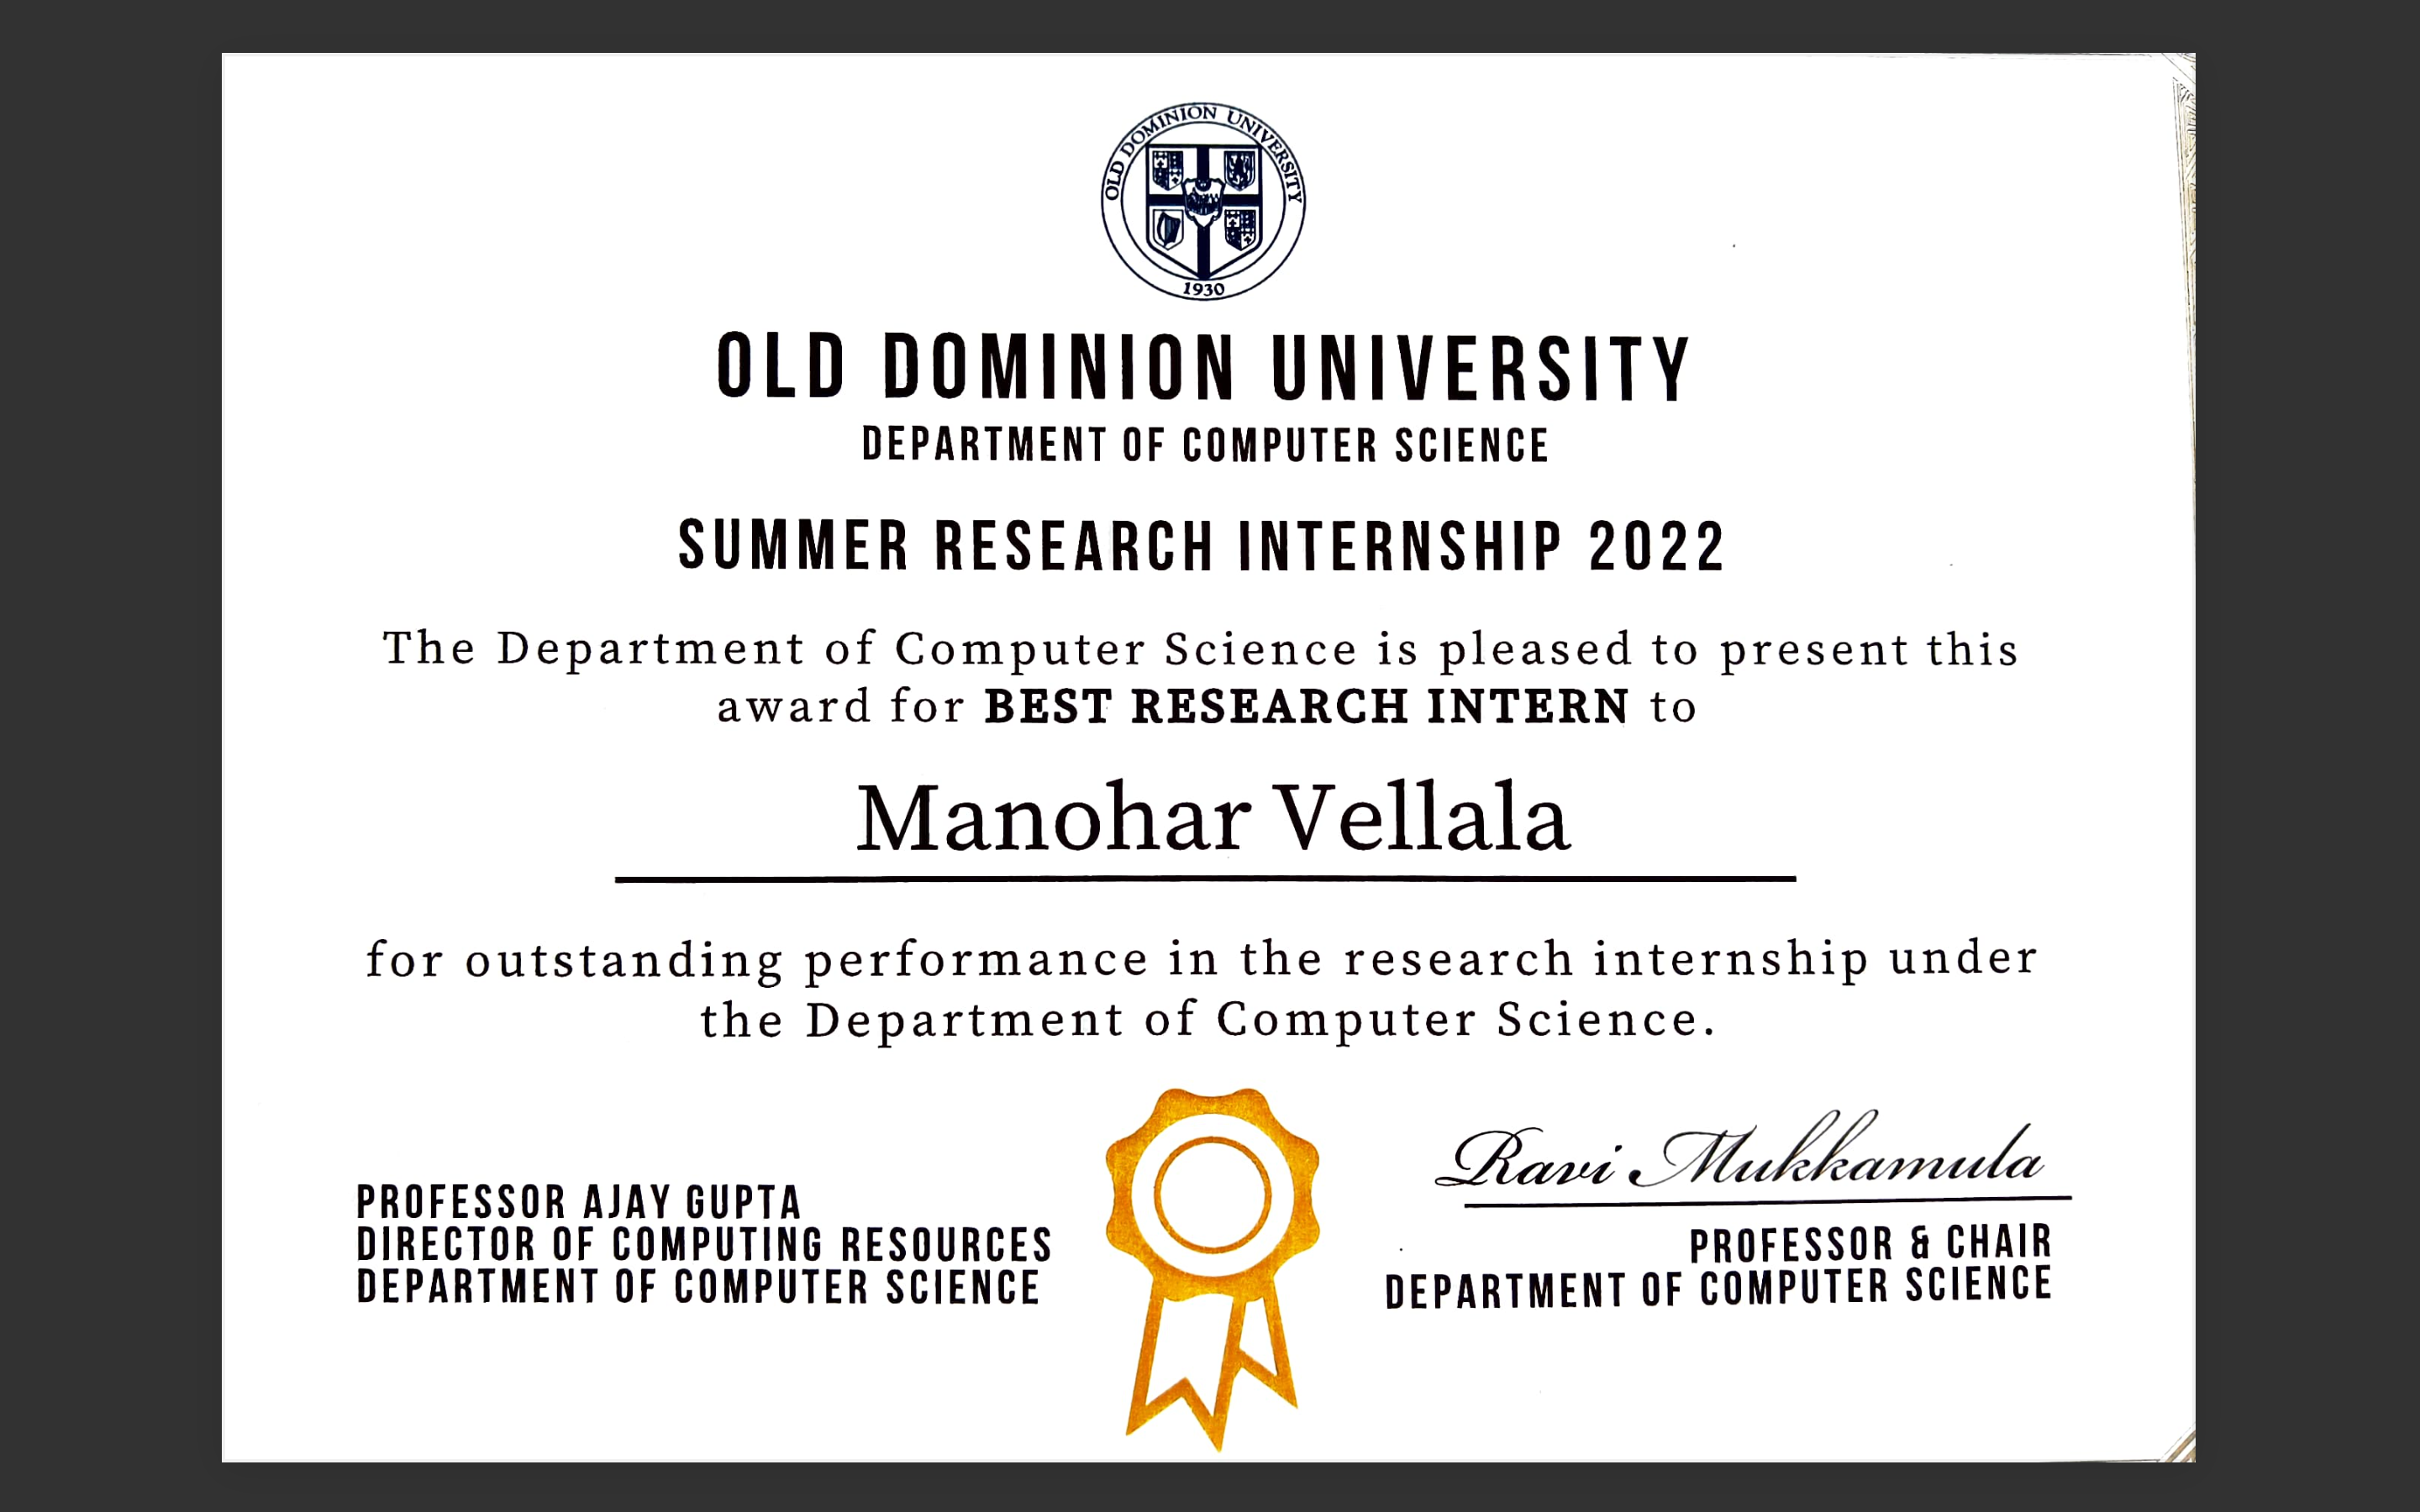 OLD DOMINION UNIVERSITY
1930
OLD DOMINION UNIVERSITY
DEPARTMENT OF COMPUTER SCIENCE
SUMMER RESEARCH INTERNSHIP 2022
The Department of Computer Science is pleased to present this
award for BEST RESEARCH INTERN to
Manohar Vellala
for outstanding performance in the research internship under
the Department of Computer Science.
PROFESSOR AJAY GUPTA
DIRECTOR OF COMPUTING RESOURCES
DEPARTMENT OF COMPUTER SCIENCE
Ravi Mukkamula
PROFESSOR & CHAIR
DEPARTMENT OF COMPUTER SCIENCE